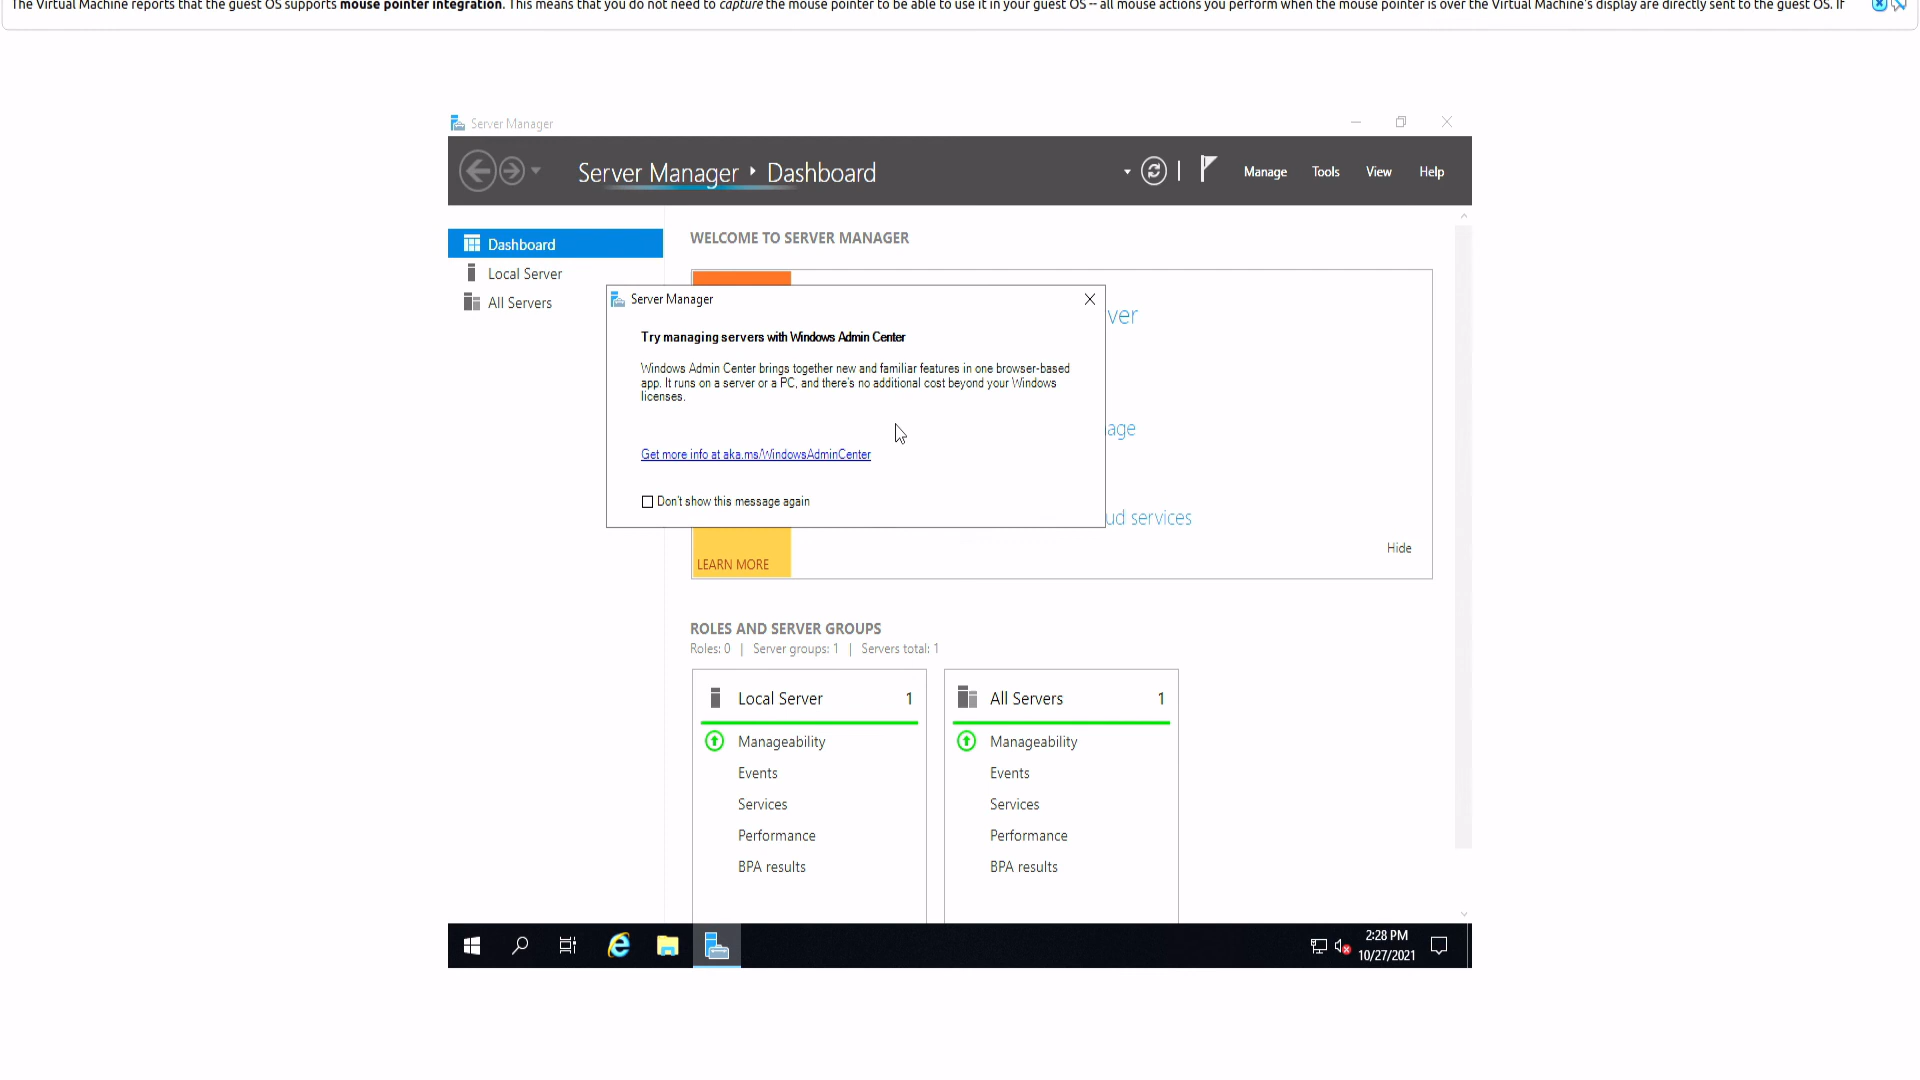 The Virtual Machine reports that the guest OS supports mouse pointer integration. This means that you do not need to capture the mouse pointer to be able to use it in your guest OS -- all mouse actions you perform when the mouse pointer is over the Virtual Machine's display are directly sent to the guest OS. If
Server Manager
Server Manager Dashboard
Manage Tools View Help
Dashboard
Local Server
All Servers
WELCOME TO SERVER MANAGER
Server Manager
Try managing servers with Windows Admin Center
Windows Admin Center brings together new and familiar features in one browser-based
app. It runs on a server or a PC, and there's no additional cost beyond your Windows
licenses.
Get more info at aka.ms/WindowsAdminCenter
Don't show this message again
ver
age
ud services
Hide
LEARN MORE
ROLES AND SERVER GROUPS
Roles: 0 | Server groups: 1 | Servers total: 1
Local Server 1
Manageability
Events
Services
Performance
BPA results
All Servers 1
Manageability
Events
Services
Performance
BPA results
2:28 PM
10/27/2021